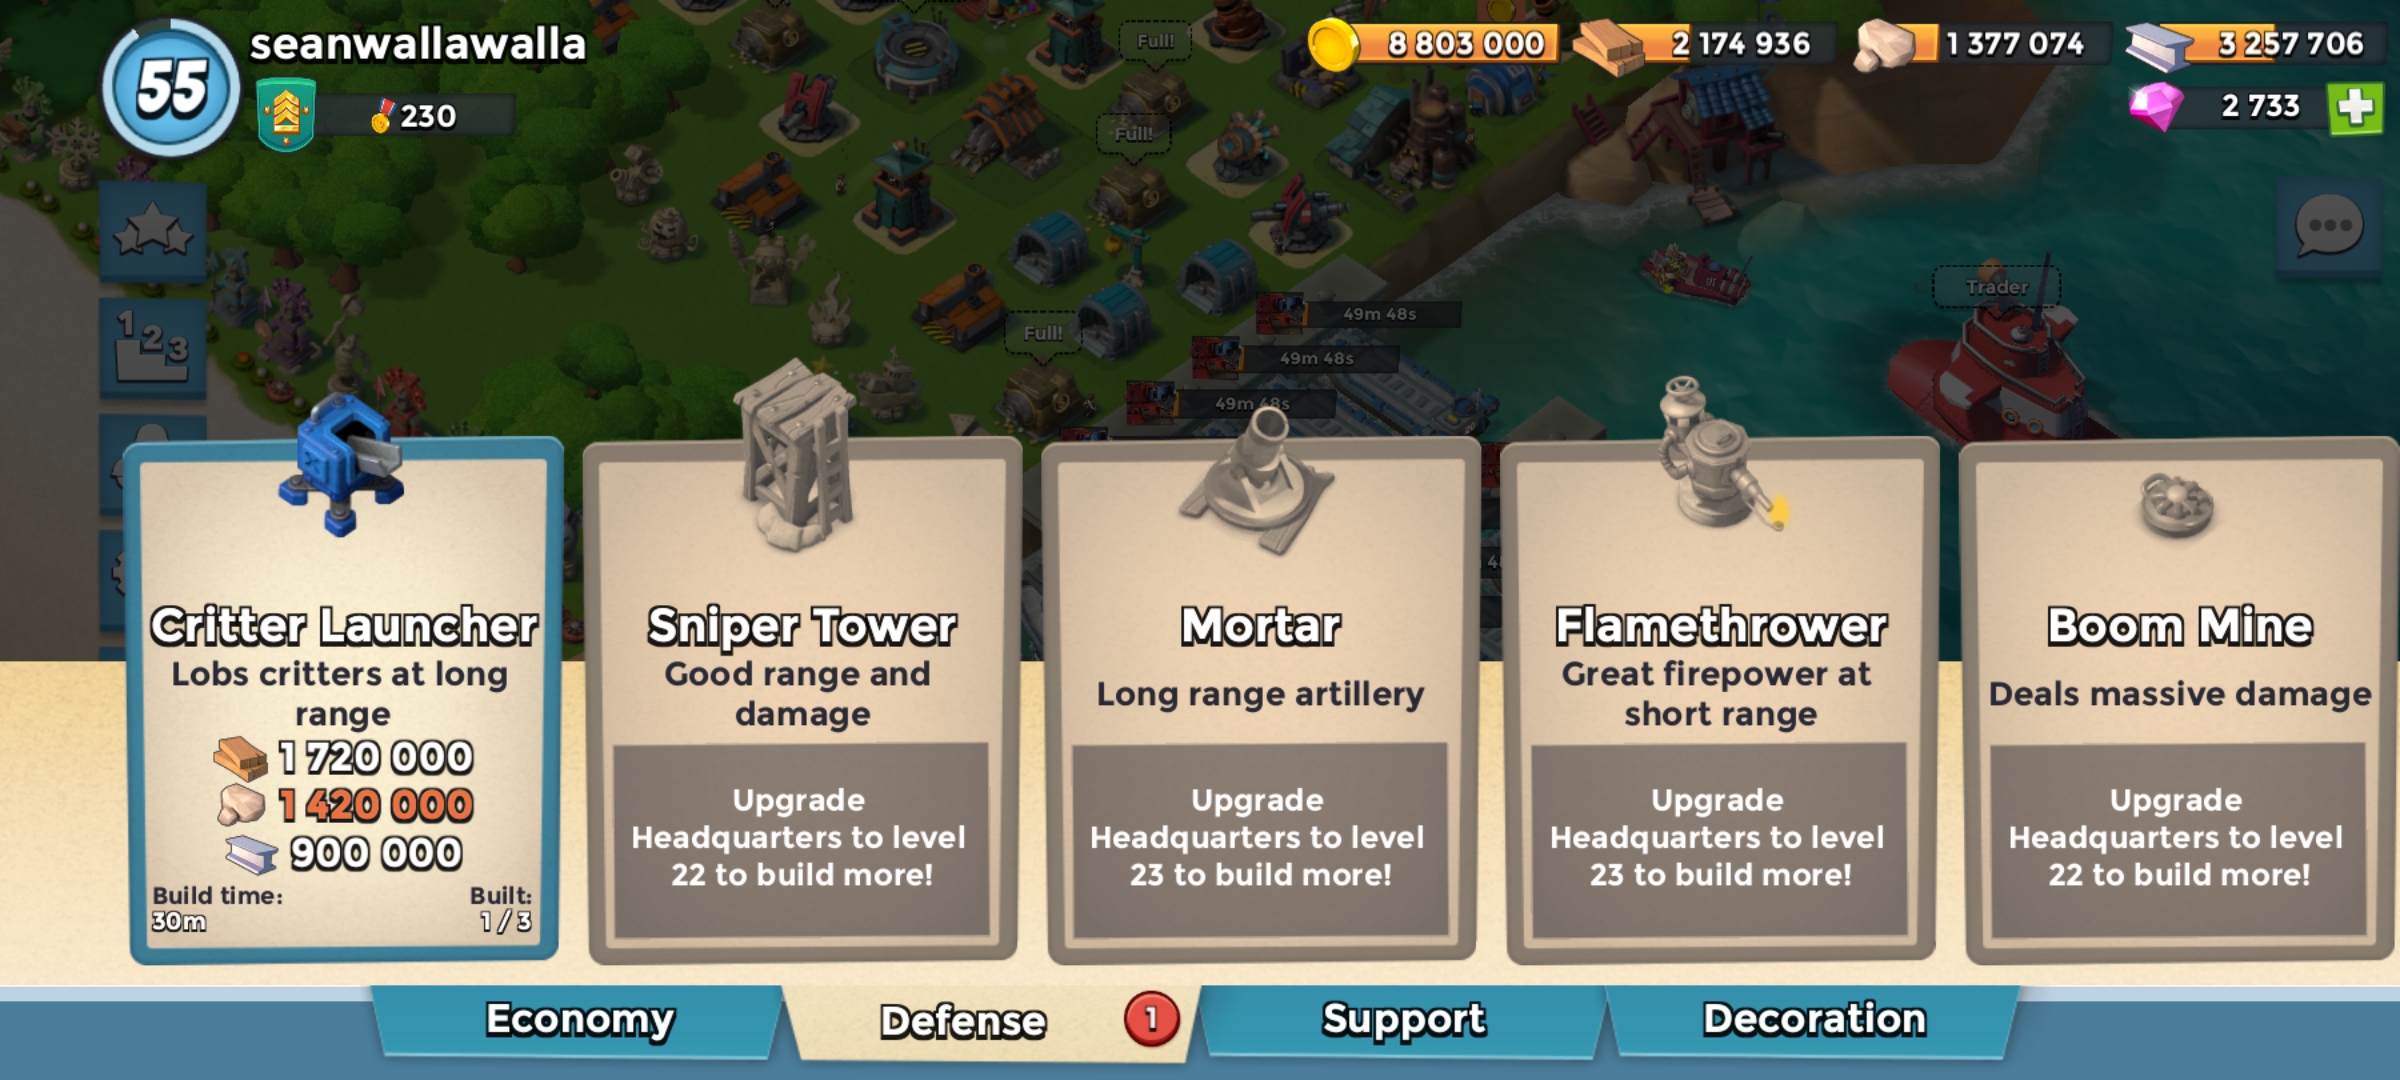 55
seanwallawalla
230
8 803 000
2 174 936
1 377 074
3 257 706
2 733
Full!
Full!
Full!
Trader
123
49m 48s
49m 48s
49m 48s
Critter Launcher
Lobs critters at long
range
1 720 000
1 420 000
900 000
Build time:
30m
Built:
1 / 3
Sniper Tower
Good range and
damage
Upgrade
Headquarters to level
22 to build more!
Mortar
Long range artillery
Upgrade
Headquarters to level
23 to build more!
Flamethrower
Great firepower at
short range
Upgrade
Headquarters to level
23 to build more!
Boom Mine
Deals massive damage
Upgrade
Headquarters to level
22 to build more!
Economy
Defense
1
Support
Decoration